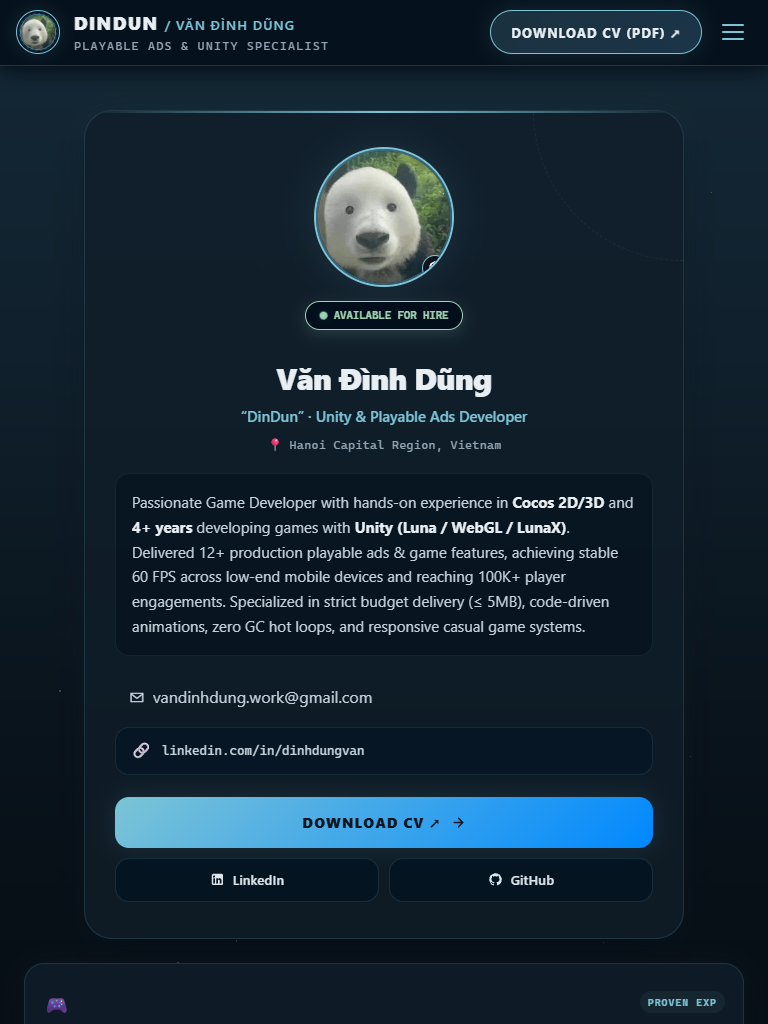 DINDUN / VĂN ĐÌNH DŨNG
PLAYABLE ADS & UNITY SPECIALIST
DOWNLOAD CV (PDF) ↗
AVAILABLE FOR HIRE
Văn Đình Dũng
"DinDun" · Unity & Playable Ads Developer
Hanoi Capital Region, Vietnam
Passionate Game Developer with hands-on experience in Cocos 2D/3D and
4+ years developing games with Unity (Luna / WebGL / LunaX).
Delivered 12+ production playable ads & game features, achieving stable
60 FPS across low-end mobile devices and reaching 100K+ player
engagements. Specialized in strict budget delivery (≤ 5MB), code-driven
animations, zero GC hot loops, and responsive casual game systems.
vandinhdung.work@gmail.com
linkedin.com/in/dinhdungvan
DOWNLOAD CV ↗ →
LinkedIn
GitHub
PROVEN EXP